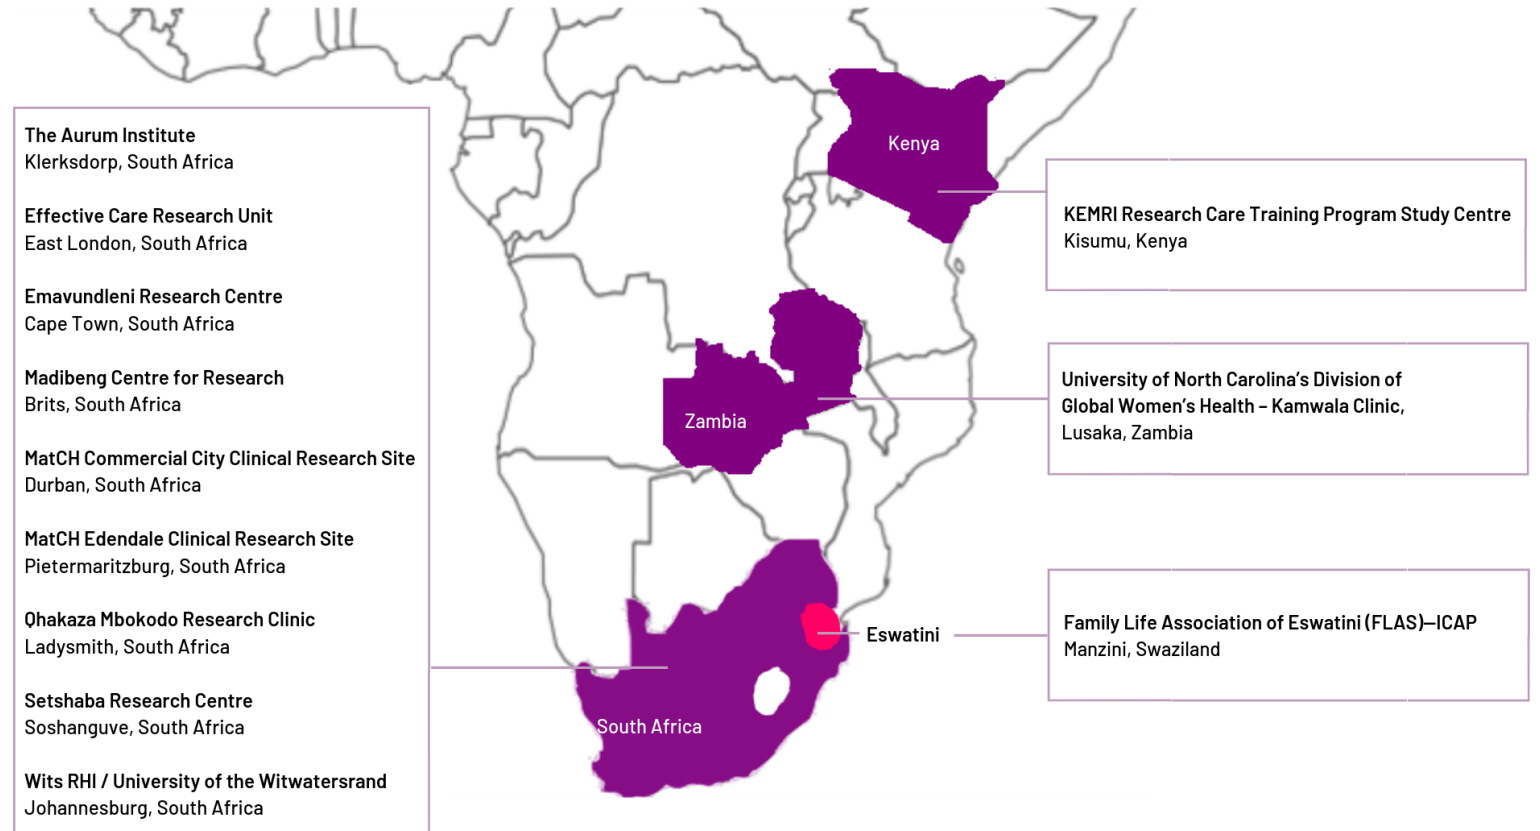 The Aurum Institute
Klerksdorp, South Africa
Effective Care Research Unit
East London, South Africa
Emavundleni Research Centre
Cape Town, South Africa
Madibeng Centre for Research
Brits, South Africa
MatCH Commercial City Clinical Research Site
Durban, South Africa
MatCH Edendale Clinical Research Site
Pietermaritzburg, South Africa
Qhakaza Mbokodo Research Clinic
Ladysmith, South Africa
Setshaba Research Centre
Soshanguve, South Africa
Wits RHI / University of the Witwatersrand
Johannesburg, South Africa
Kenya
Zambia
Eswatini
South Africa
KEMRI Research Care Training Program Study Centre
Kisumu, Kenya
University of North Carolina’s Division of
Global Women’s Health – Kamwala Clinic,
Lusaka, Zambia
Family Life Association of Eswatini (FLAS)—ICAP
Manzini, Swaziland